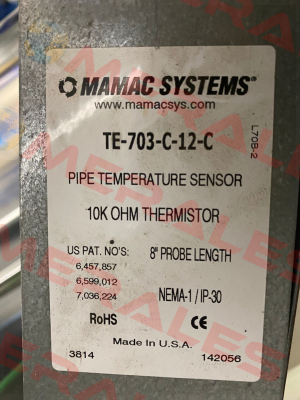 MAMAC SYSTEMS®
www.mamacsys.com
TE-703-C-12-C
L70B-2
PIPE TEMPERATURE SENSOR
10K OHM THERMISTOR
US PAT. NO'S:
6,457,857
6,599,012
7,036,224
8" PROBE LENGTH
NEMA-1 / IP-30
RoHS
CE
Made in U.S.A.
3814
142056